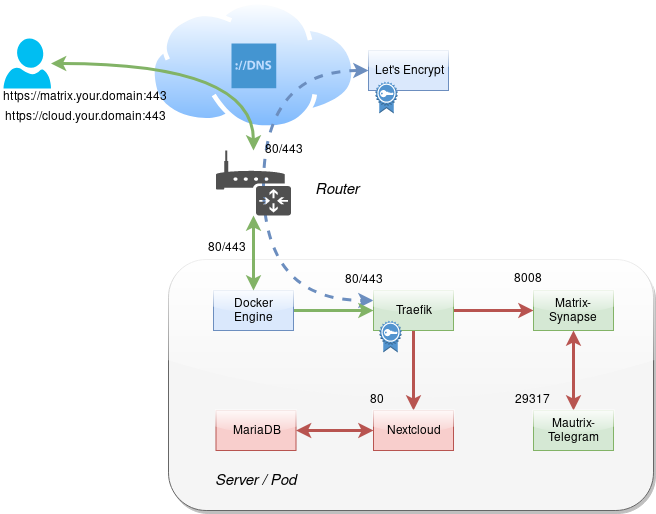 ://DNS
Let's Encrypt
https://matrix.your.domain:443
https://cloud.your.domain:443
80/443
Router
80/443
80/443
8008
Docker
Engine
Traefik
Matrix-
Synapse
80
29317
MariaDB
Nextcloud
Mautrix-
Telegram
Server / Pod